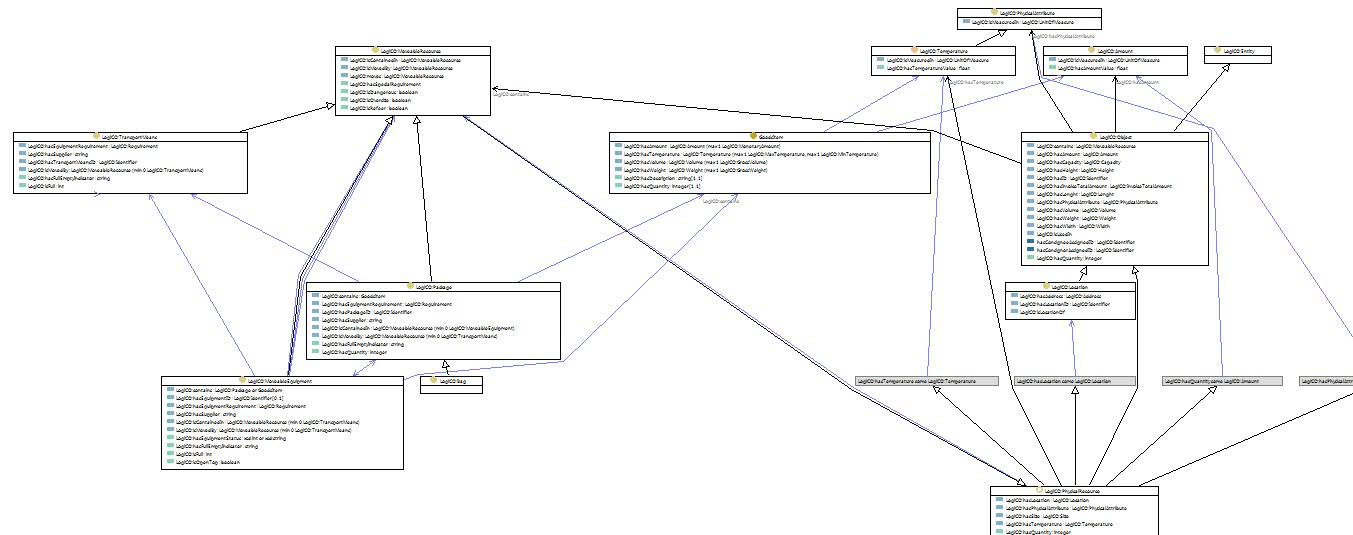 LogiCO:PhysicalAttribute
LogiCO:isMeasuredIn : LogiCO:UnitOfMeasure
LogiCO:hasPhysicalAttribute
LogiCO:MoveableResource
LogiCO:isContainedIn : LogiCO:MoveableResource
LogiCO:isMovedBy : LogiCO:MoveableResource
LogiCO:moves : LogiCO:MoveableResource
LogiCO:hasSpecialRequirement
LogiCO:isDangerous : boolean
LogiCO:isOversize : boolean
LogiCO:isReefer : boolean
LogiCO:contains
LogiCO:Temperature
LogiCO:isMeasuredIn : LogiCO:UnitOfMeasure
LogiCO:hasTemperatureValue : float
LogiCO:hasTemperature
LogiCO:Amount
LogiCO:isMeasuredIn : LogiCO:UnitOfMeasure
LogiCO:hasAmountValue : float
LogiCO:hasAmount
LogiCO:Entity
LogiCO:TransportMeans
LogiCO:hasEquipmentRequirement : LogiCO:Requirement
LogiCO:hasSupplier : string
LogiCO:hasTransportMeansID : LogiCO:Identifier
LogiCO:isMovedBy : LogiCO:MoveableResource (min 0 LogiCO:TransportMeans)
LogiCO:hasFullEmptyIndicator : string
LogiCO:isFull : int
GoodsItem
LogiCO:hasAmount : LogiCO:Amount (max 1 LogiCO:MonetaryAmount)
LogiCO:hasTemperature : LogiCO:Temperature (max 1 LogiCO:MaxTemperature, max 1 LogiCO:MinTemperature)
LogiCO:hasVolume : LogiCO:Volume (max 1 LogiCO:GrossVolume)
LogiCO:hasWeight : LogiCO:Weight (max 1 LogiCO:GrossWeight)
LogiCO:hasDescription : string[1..1]
LogiCO:hasQuantity : integer[1..1]
LogiCO:contains
LogiCO:Object
LogiCO:contains : LogiCO:MoveableResource
LogiCO:hasAmount : LogiCO:Amount
LogiCO:hasCapacity : LogiCO:Capacity
LogiCO:hasHeight : LogiCO:Height
LogiCO:hasID : LogiCO:Identifier
LogiCO:hasInvoiceTotalAmount : LogiCO:InvoiceTotalAmount
LogiCO:hasLenght : LogiCO:Lenght
LogiCO:hasPhysicalAttribute : LogiCO:PhysicalAttribute
LogiCO:hasVolume : LogiCO:Volume
LogiCO:hasWeight : LogiCO:Weight
LogiCO:hasWidth : LogiCO:Width
LogiCO:isUsedIn
hasConsigneeAssignedID : LogiCO:Identifier
hasConsignorAssignedID : LogiCO:Identifier
LogiCO:hasQuantity: integer
LogiCO:Package
LogiCO:contains : GoodsItem
LogiCO:hasEquipmentRequirement : LogiCO:Requirement
LogiCO:hasPackageID : LogiCO:Identifier
LogiCO:hasSupplier : string
LogiCO:isContainedIn : LogiCO:MoveableResource (min 0 LogiCO:MoveableEquipment)
LogiCO:isMovedBy : LogiCO:MoveableResource (min 0 LogiCO:TransportMeans)
LogiCO:hasFullEmptyIndicator : string
LogiCO:hasQuantity : integer
LogiCO:Location
LogiCO:hasAddress : LogiCO:Address
LogiCO:hasLocationID : LogiCO:Identifier
LogiCO:isLocationOf
LogiCO:MoveableEquipment
LogiCO:contains : LogiCO:Package or GoodsItem
LogiCO:hasEquipmentID : LogiCO:Identifier[0..1]
LogiCO:hasEquipmentRequirement : LogiCO:Requirement
LogiCO:hasSupplier : string
LogiCO:isContainedIn : LogiCO:MoveableResource (min 0 LogiCO:TransportMeans)
LogiCO:isMovedBy : LogiCO:MoveableResource (min 0 LogiCO:TransportMeans)
LogiCO:hasEquipmentStatus : xsd:int or xsd:string
LogiCO:hasFullEmptyIndicator : string
LogiCO:isFull : int
LogiCO:isOpenTop : boolean
LogiCO:Bag
LogiCO:hasTemperature some LogiCO:Temperature
LogiCO:hasLocation some LogiCO:Location
LogiCO:hasQuantity some LogiCO:Amount
LogiCO:hasPhysicalAttr
LogiCO:PhysicalResource
LogiCO:hasLocation : LogiCO:Location
LogiCO:hasPhysicalAttribute : LogiCO:PhysicalAttribute
LogiCO:hasSize : LogiCO:Size
LogiCO:hasTemperature : LogiCO:Temperature
LogiCO:hasQuantity : integer